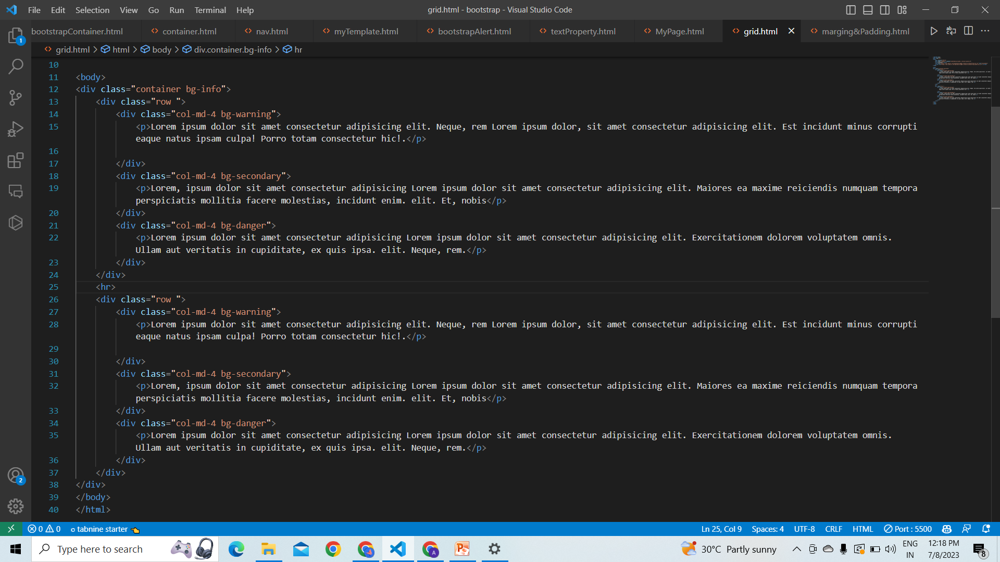 File Edit Selection View Go Run Terminal Help
grid.html - bootstrap - Visual Studio Code
bootstrapContainer.html container.html nav.html myTemplate.html bootstrapAlert.html textProperty.html MyPage.html grid.html marging&Padding.html
grid.html > html > body > div.container.bg-info > hr
10
11 <body>
12 <div class="container bg-info">
13 <div class="row ">
14 <div class="col-md-4 bg-warning">
15 <p>Lorem ipsum dolor sit amet consectetur adipisicing elit. Neque, rem Lorem ipsum dolor, sit amet consectetur adipisicing elit. Est incidunt minus corrupti
eaque natus ipsam culpa! Porro totam consectetur hic!.</p>
16
17 </div>
18 <div class="col-md-4 bg-secondary">
19 <p>Lorem, ipsum dolor sit amet consectetur adipisicing Lorem ipsum dolor sit amet consectetur adipisicing elit. Maiores ea maxime reiciendis numquam tempora
perspiciatis mollitia facere molestias, incidunt enim. elit. Et, nobis</p>
20 </div>
21 <div class="col-md-4 bg-danger">
22 <p>Lorem ipsum dolor sit amet consectetur adipisicing Lorem ipsum dolor sit amet consectetur adipisicing elit. Exercitationem dolorem voluptatem omnis.
Ullam aut veritatis in cupiditate, ex quis ipsa. elit. Neque, rem.</p>
23 </div>
24 </div>
25 <hr>
26 <div class="row ">
27 <div class="col-md-4 bg-warning">
28 <p>Lorem ipsum dolor sit amet consectetur adipisicing elit. Neque, rem Lorem ipsum dolor, sit amet consectetur adipisicing elit. Est incidunt minus corrupti
eaque natus ipsam culpa! Porro totam consectetur hic!.</p>
29
30 </div>
31 <div class="col-md-4 bg-secondary">
32 <p>Lorem, ipsum dolor sit amet consectetur adipisicing Lorem ipsum dolor sit amet consectetur adipisicing elit. Maiores ea maxime reiciendis numquam tempora
perspiciatis mollitia facere molestias, incidunt enim. elit. Et, nobis</p>
33 </div>
34 <div class="col-md-4 bg-danger">
35 <p>Lorem ipsum dolor sit amet consectetur adipisicing Lorem ipsum dolor sit amet consectetur adipisicing elit. Exercitationem dolorem voluptatem omnis.
Ullam aut veritatis in cupiditate, ex quis ipsa. elit. Neque, rem.</p>
36 </div>
37 </div>
38 </div>
39 </body>
40 </html>
1
2
0 0 tabnine starter Ln 25, Col 9 Spaces: 4 UTF-8 CRLF HTML Port : 5500
Type here to search
30°C Partly sunny
ENG
IN
12:18 PM
7/8/2023
8